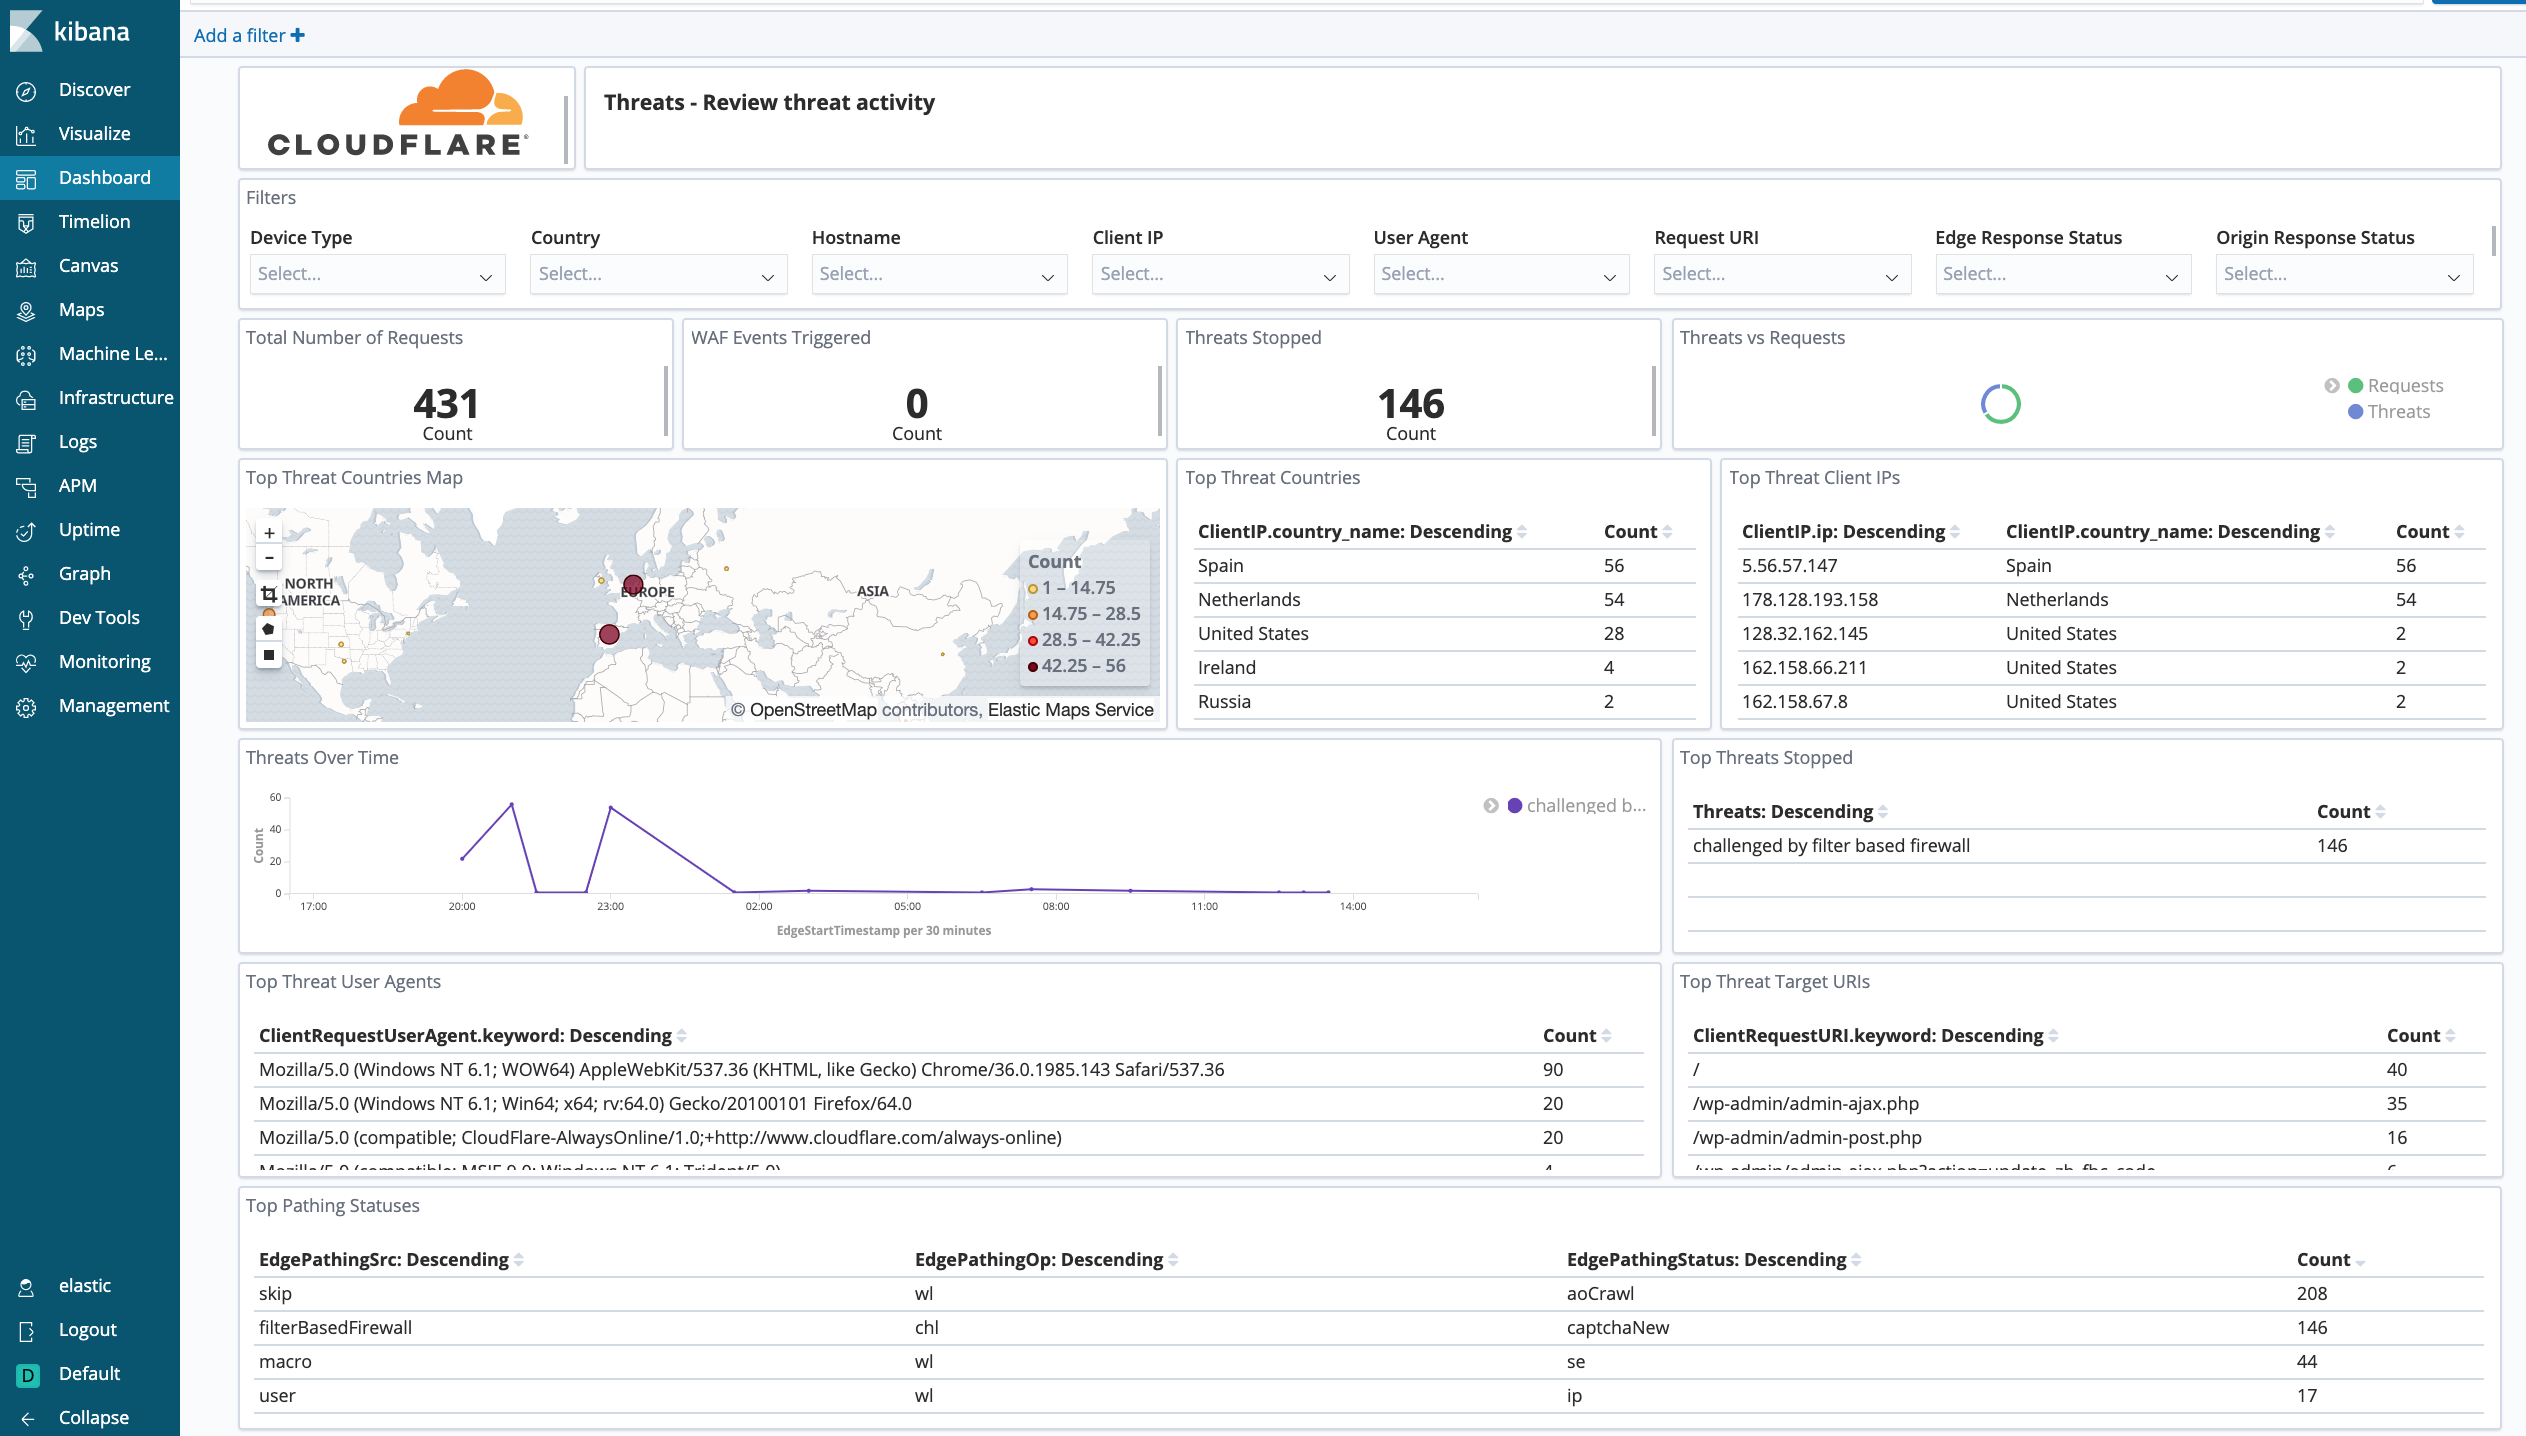 kibana
Discover
Visualize
Dashboard
Timelion
Canvas
Maps
Machine Le...
Infrastructure
Logs
APM
Uptime
Graph
Dev Tools
Monitoring
Management
elastic
Logout
D Default
Collapse
Add a filter
CLOUDFLARE
Threats - Review threat activity
Filters
Device Type Country Hostname Client IP User Agent Request URI Edge Response Status Origin Response Status
Select... Select... Select... Select... Select... Select... Select... Select...
Total Number of Requests
431
Count
WAF Events Triggered
0
Count
Threats Stopped
146
Count
Threats vs Requests
Requests
Threats
Top Threat Countries Map
NORTH
AMERICA
EUROPE
ASIA
Count
1 – 14.75
14.75 – 28.5
28.5 – 42.25
42.25 – 56
© OpenStreetMap contributors, Elastic Maps Service
Top Threat Countries
ClientIP.country_name: Descending Count
Spain 56
Netherlands 54
United States 28
Ireland 4
Russia 2
Top Threat Client IPs
ClientIP.ip: Descending ClientIP.country_name: Descending Count
5.56.57.147 Spain 56
178.128.193.158 Netherlands 54
128.32.162.145 United States 2
162.158.66.211 United States 2
162.158.67.8 United States 2
Threats Over Time
60
40
20
0
Count
17:00 20:00 23:00 02:00 05:00 08:00 11:00 14:00
EdgeStartTimestamp per 30 minutes
challenged b...
Top Threats Stopped
Threats: Descending Count
challenged by filter based firewall 146
Top Threat User Agents
ClientRequestUserAgent.keyword: Descending Count
Mozilla/5.0 (Windows NT 6.1; WOW64) AppleWebKit/537.36 (KHTML, like Gecko) Chrome/36.0.1985.143 Safari/537.36 90
Mozilla/5.0 (Windows NT 6.1; Win64; x64; rv:64.0) Gecko/20100101 Firefox/64.0 20
Mozilla/5.0 (compatible; CloudFlare-AlwaysOnline/1.0;+http://www.cloudflare.com/always-online) 20
Mozilla/5.0 (compatible; MSIE 9.0; Windows NT 6.1; Trident/5.0) 4
Top Threat Target URIs
ClientRequestURI.keyword: Descending Count
/ 40
/wp-admin/admin-ajax.php 35
/wp-admin/admin-post.php 16
Top Pathing Statuses
EdgePathingSrc: Descending EdgePathingOp: Descending EdgePathingStatus: Descending Count
skip wl aoCrawl 208
filterBasedFirewall chl captchaNew 146
macro wl se 44
user wl ip 17